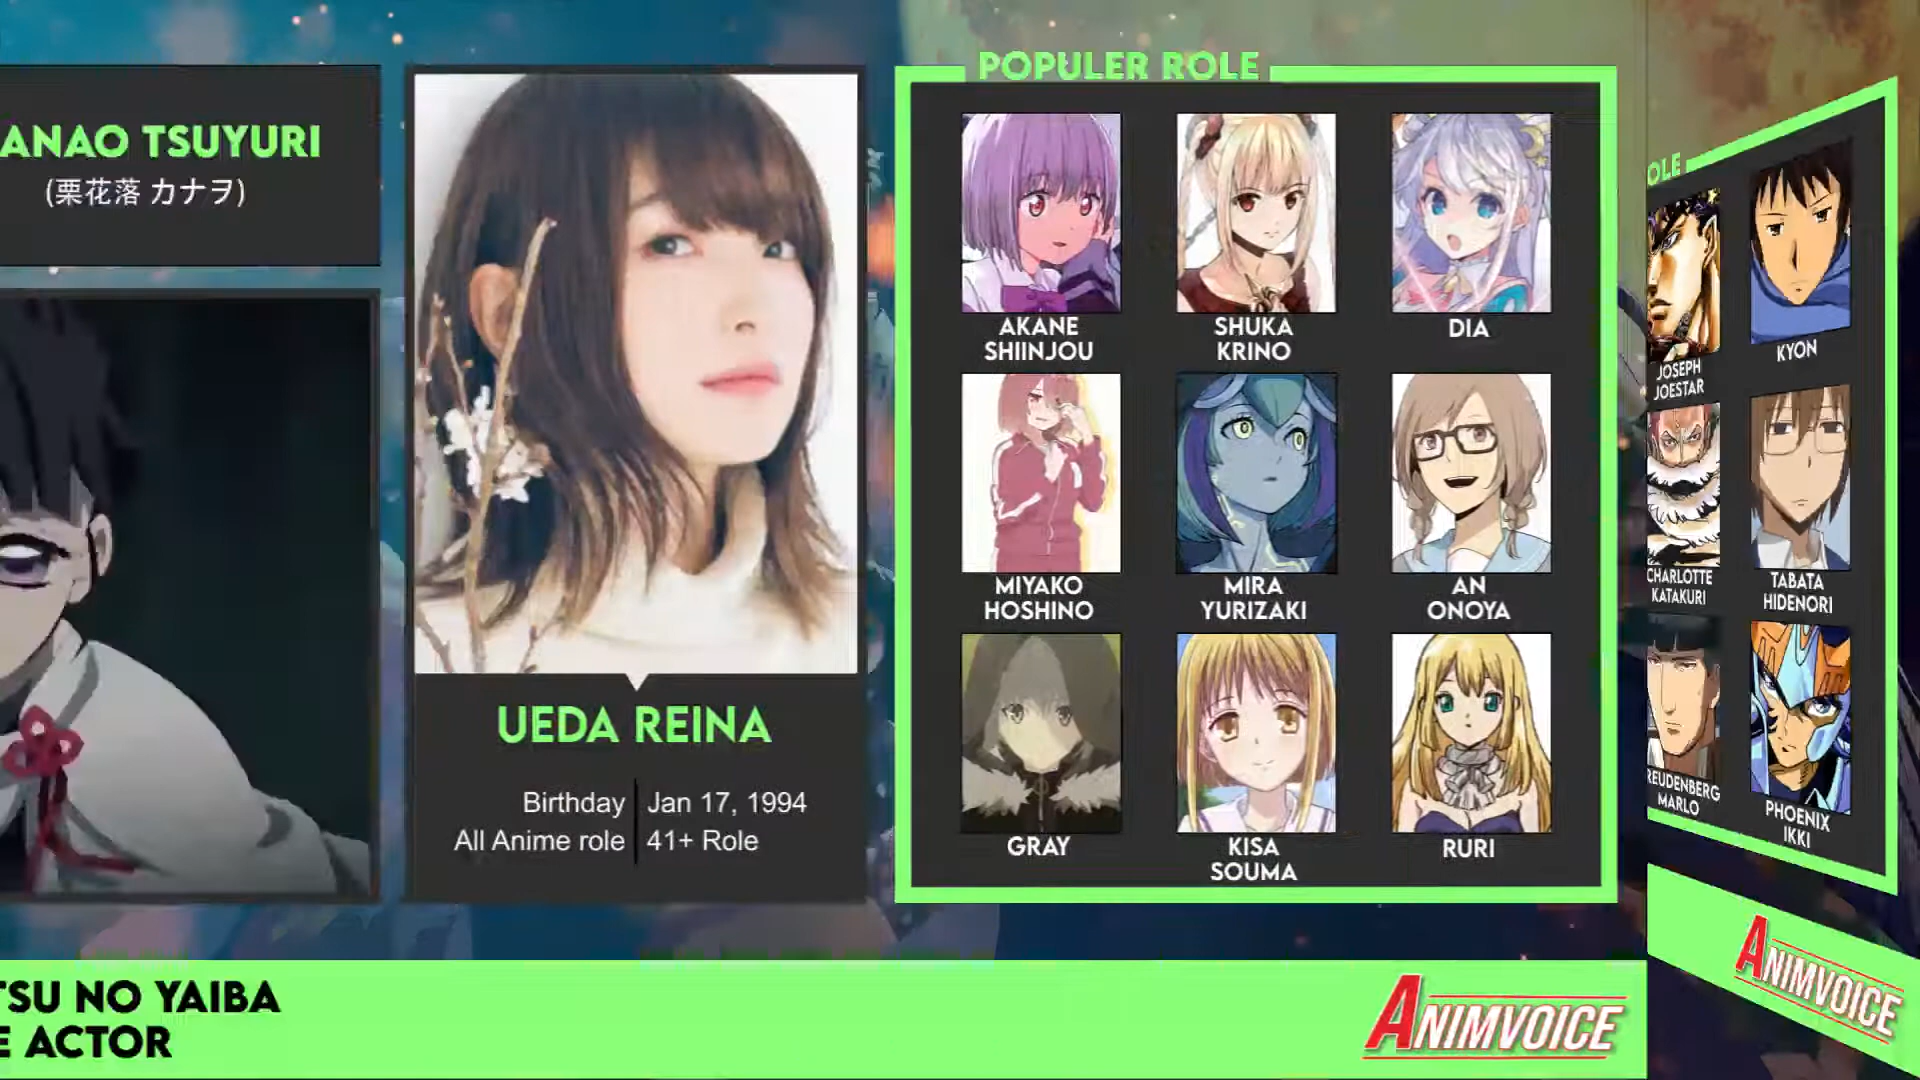 ANAO TSUYURI
(栗花落 カナヲ)
UEDA REINA
Birthday Jan 17, 1994
All Anime role 41+ Role
POPULER ROLE
AKANE
SHIINJOU
SHUKA
KRINO
DIA
MIYAKO
HOSHINO
MIRA
YURIZAKI
AN
ONOYA
GRAY
KISA
SOUMA
RURI
OLE
JOSEPH
JOESTAR
KYON
CHARLOTTE
KATAKURI
TABATA
HIDENORI
REUDENBERG
MARLO
PHOENIX
IKKI
TSU NO YAIBA
E ACTOR
ANIMVOICE
ANIMVOICE